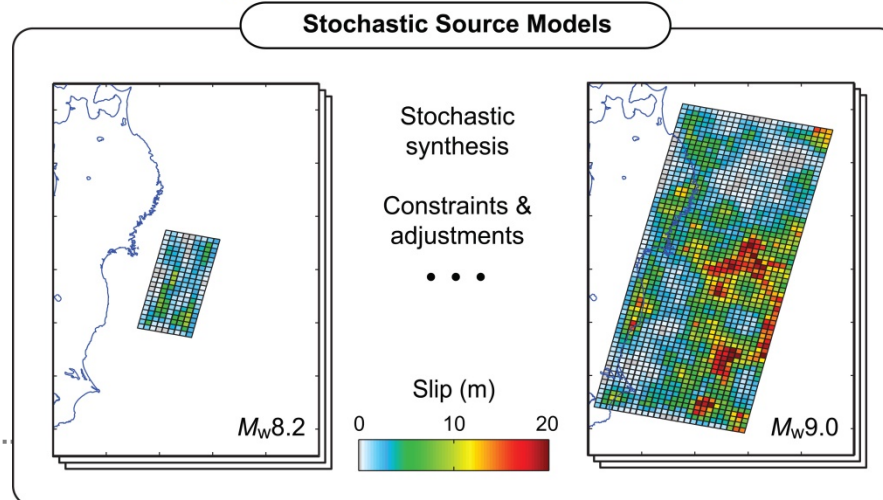 Stochastic Source Models
Stochastic
synthesis
Constraints &
adjustments
• • •
Slip (m)
0 10 20
Mw8.2
Mw9.0